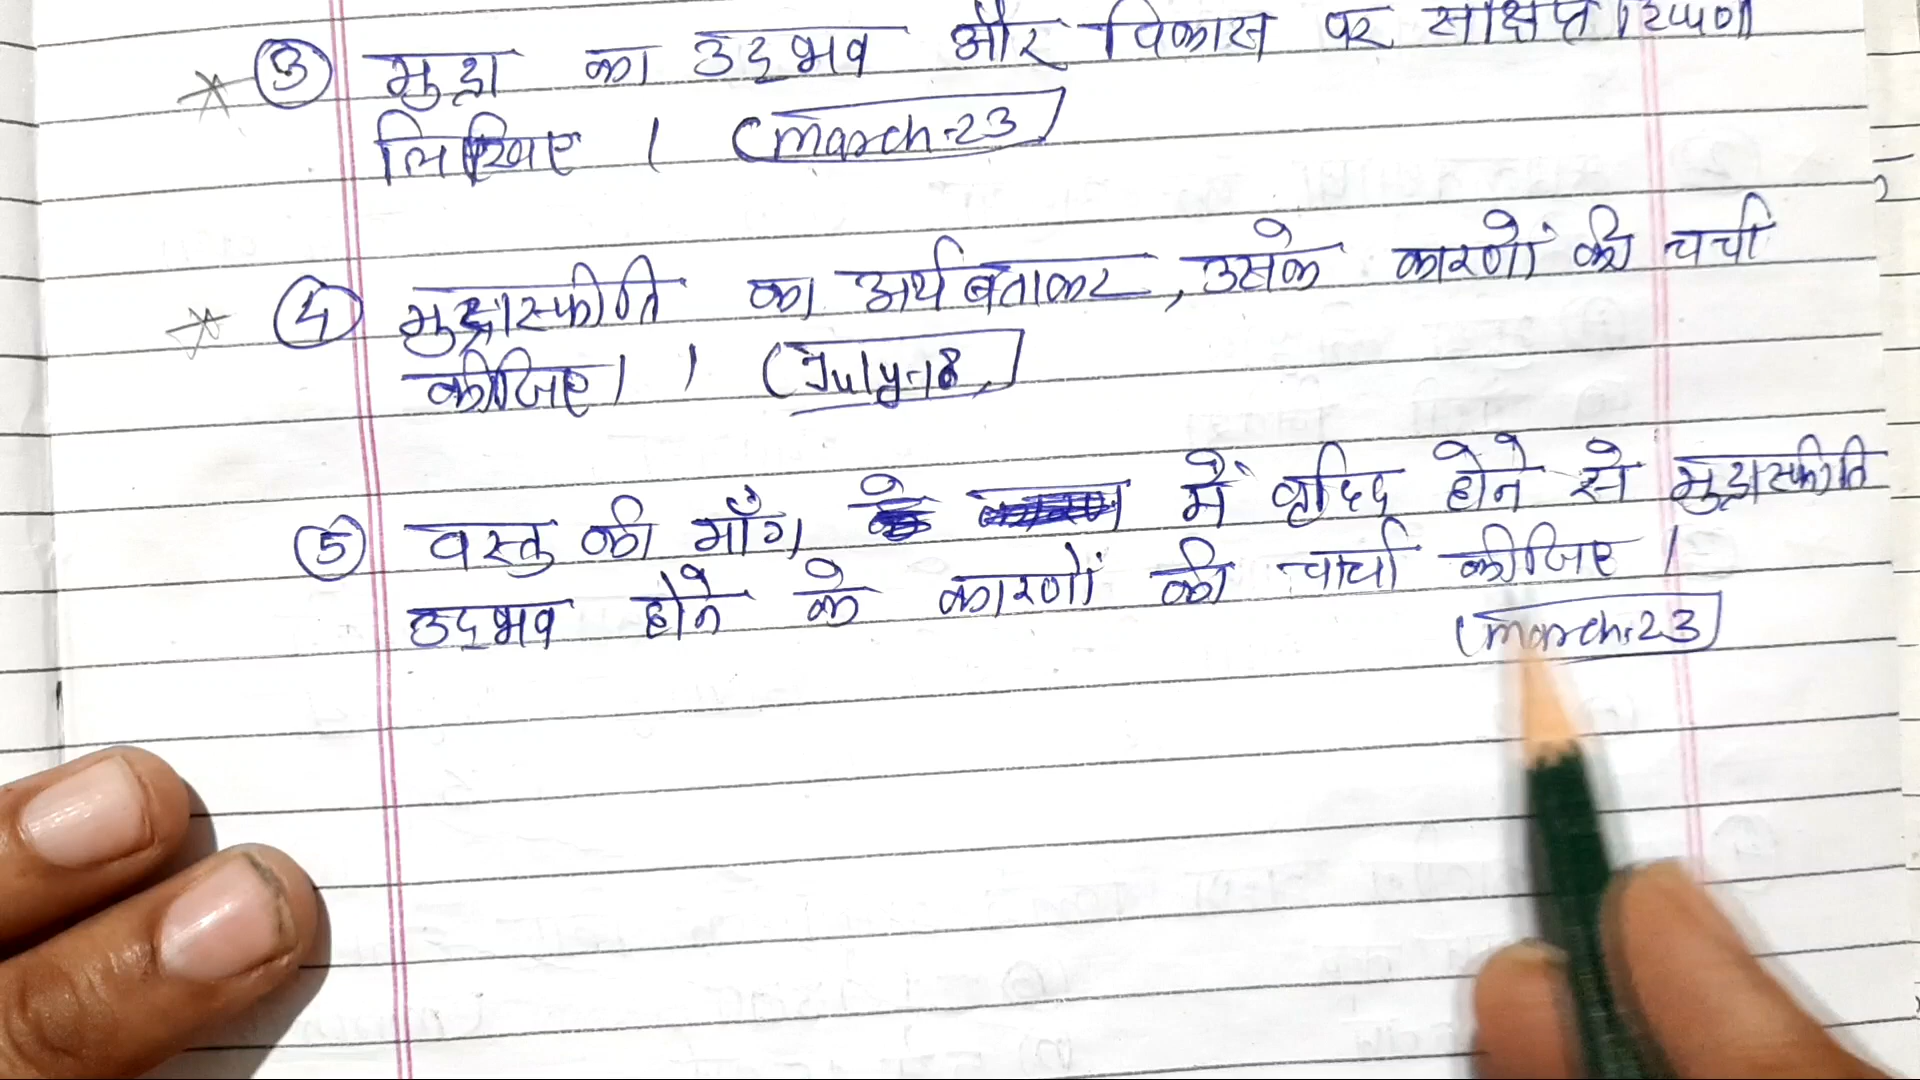 ③ मुद्रा का उद्भव और विकास पर संक्षिप्त टिप्पणी
लिखिए । (March-23)
④ मुद्रास्फीति का अर्थ बताकर, उसके कारणों की चर्चा
कीजिए। । (July-18)
⑤ वस्तु की माँग में वृद्दि होने से मुद्रास्फीति
उद्भव होने के कारणों की चार्चा कीजिए ।
(March-23)